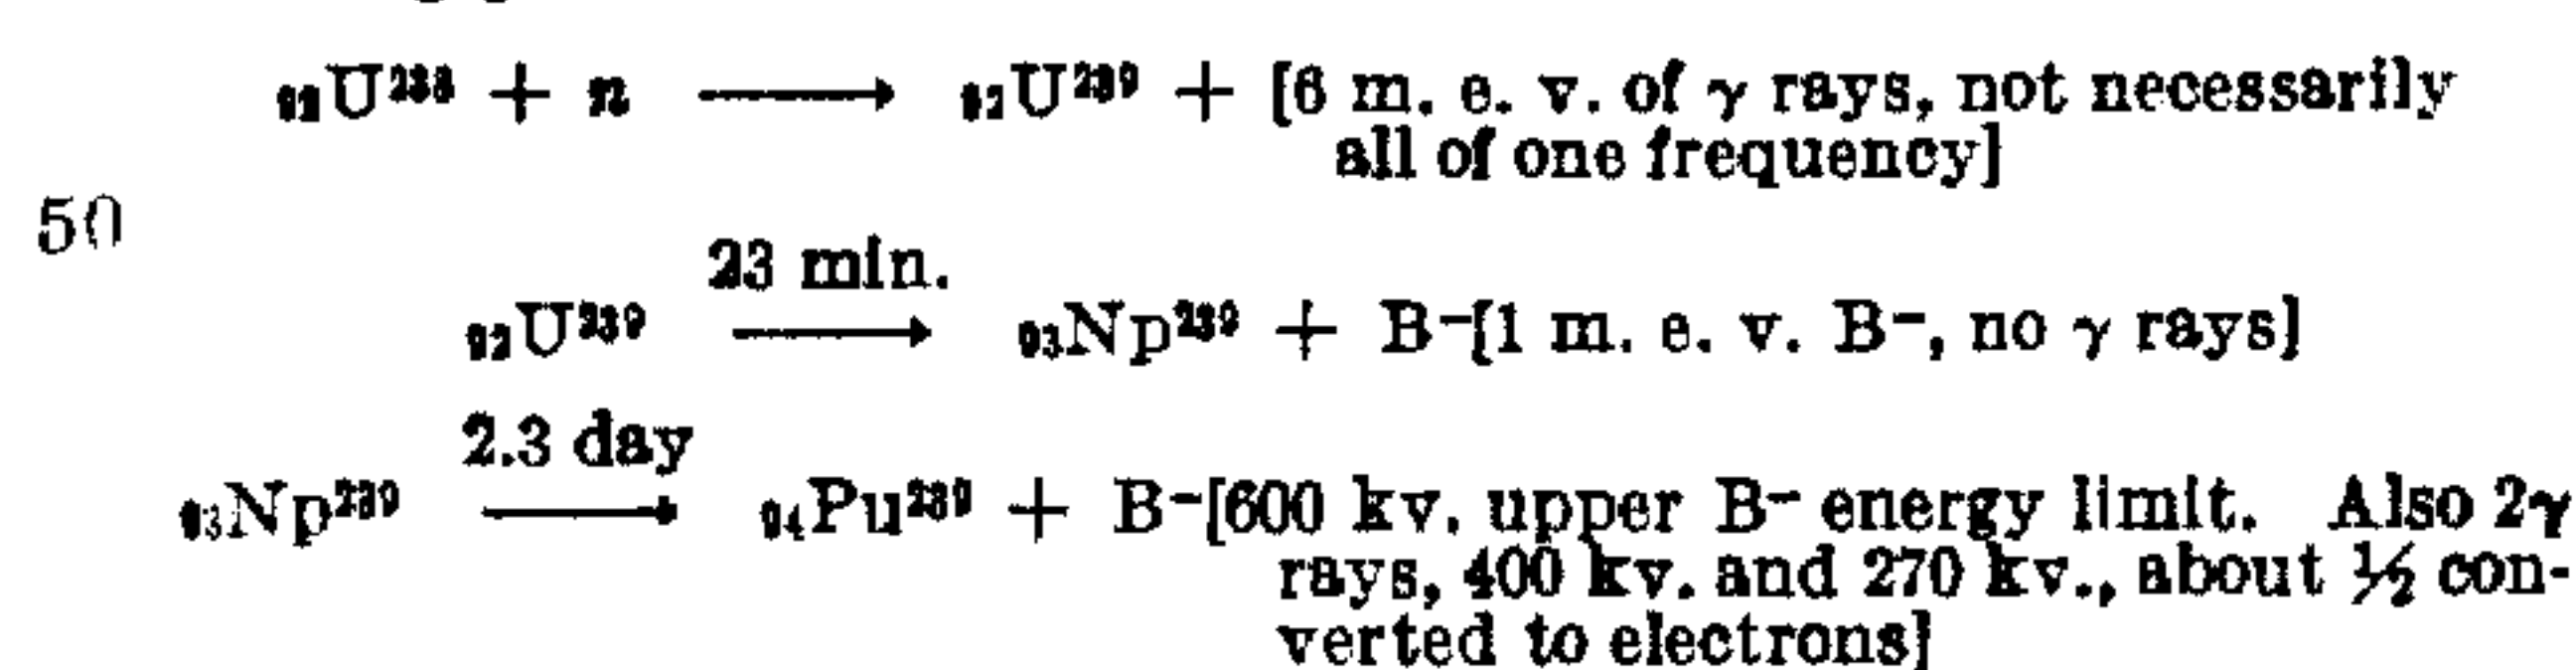 ₉₂U²³⁸ + n ⟶ ₉₂U²³⁹ + [6 m. e. v. of γ rays, not necessarily
all of one frequency]
50
23 min.
₉₂U²³⁹ ⟶ ₉₃Np²³⁹ + B⁻[1 m. e. v. B⁻, no γ rays]
2.3 day
₉₃Np²³⁹ ⟶ ₉₄Pu²³⁹ + B⁻[600 kv. upper B⁻ energy limit. Also 2γ
rays, 400 kv. and 270 kv., about ½ con-
verted to electrons]